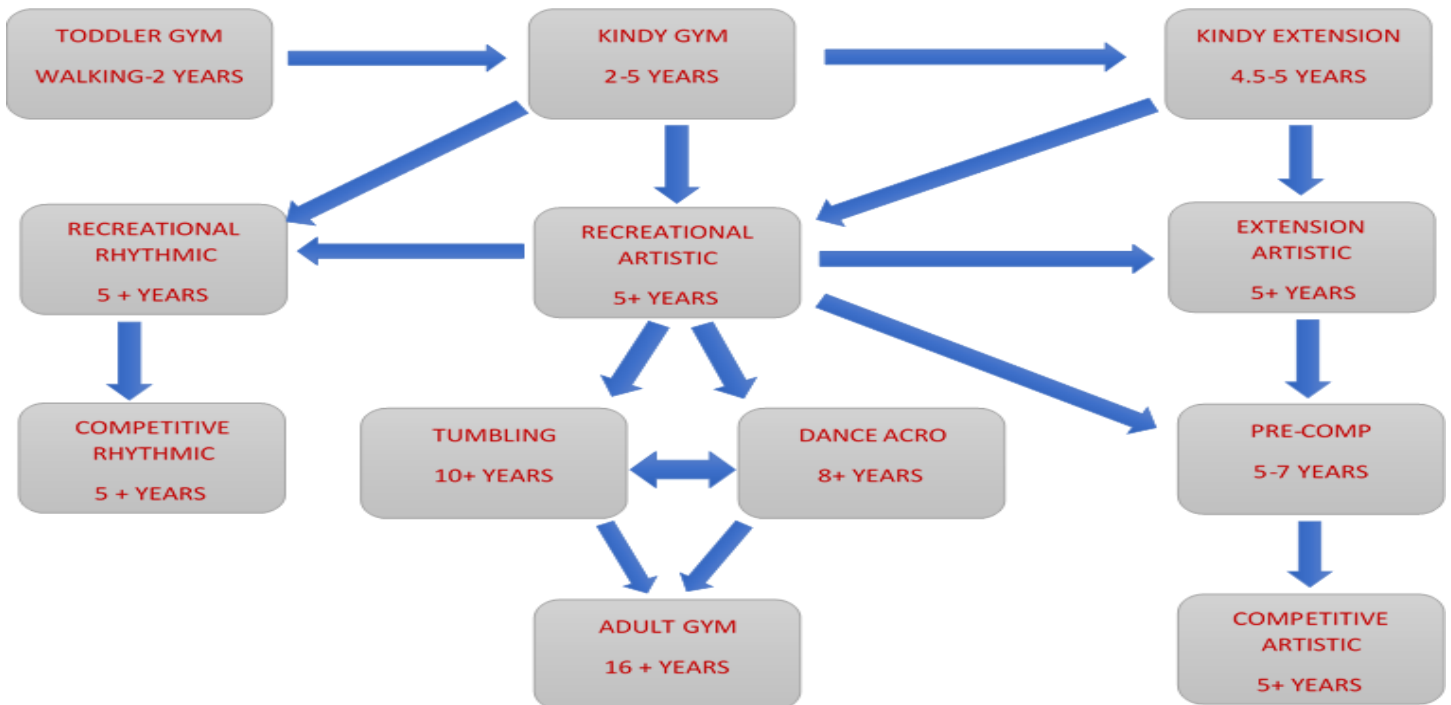 TODDLER GYM
WALKING-2 YEARS
KINDY GYM
2-5 YEARS
KINDY EXTENSION
4.5-5 YEARS
RECREATIONAL
RHYTHMIC
5 + YEARS
RECREATIONAL
ARTISTIC
5+ YEARS
EXTENSION
ARTISTIC
5+ YEARS
COMPETITIVE
RHYTHMIC
5 + YEARS
TUMBLING
10+ YEARS
DANCE ACRO
8+ YEARS
PRE-COMP
5-7 YEARS
ADULT GYM
16 + YEARS
COMPETITIVE
ARTISTIC
5+ YEARS